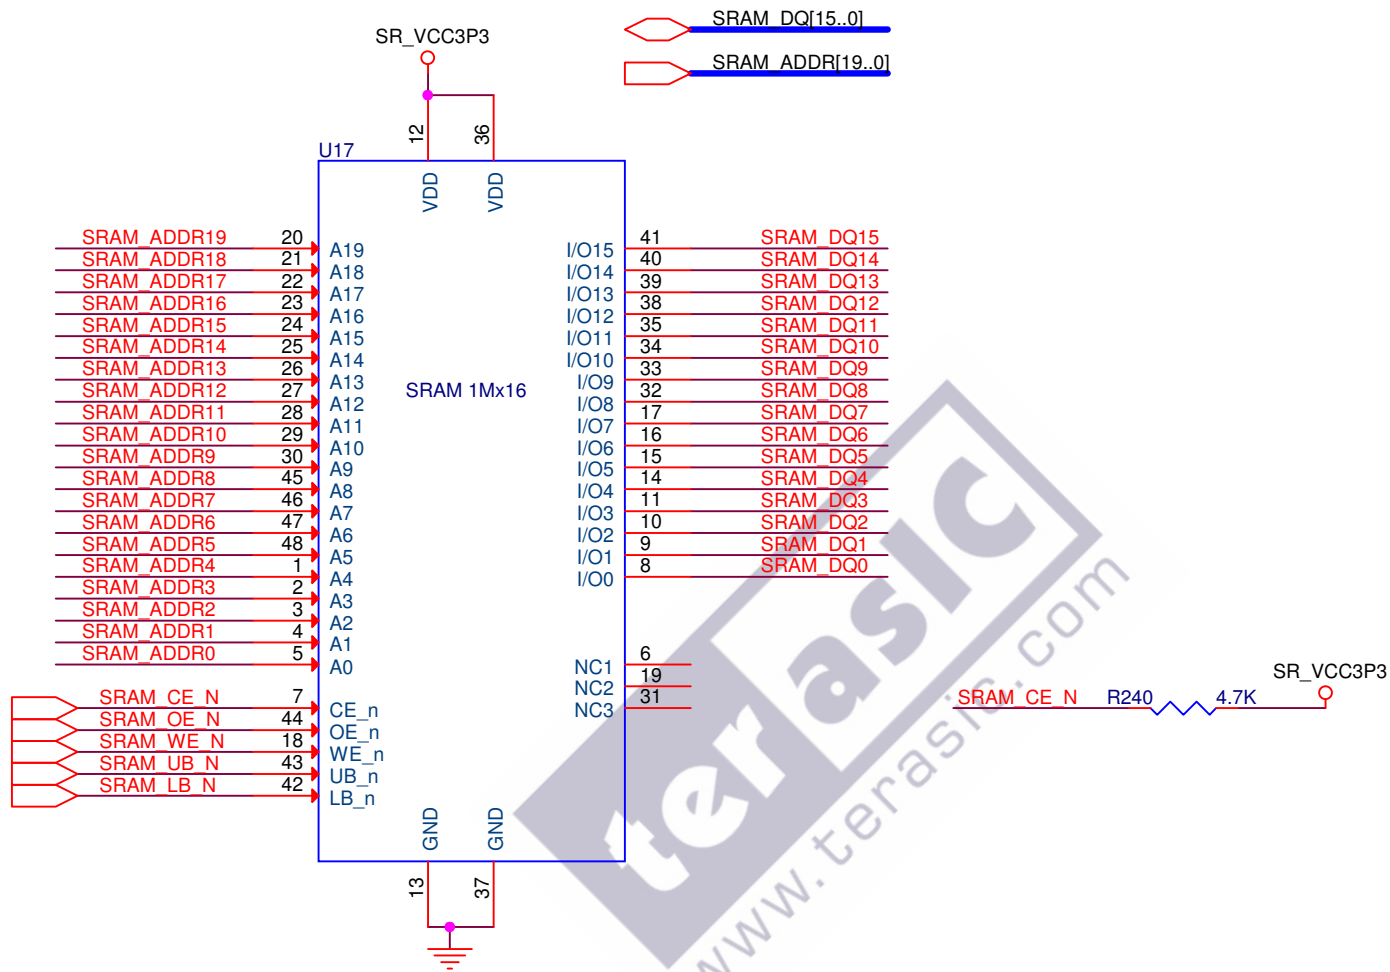 SRAM_DQ[15..0]
SR_VCC3P3
SRAM_ADDR[19..0]
12
36
U17
VDD
VDD
SRAM_ADDR19 20 A19 I/O15 41 SRAM_DQ15
SRAM_ADDR18 21 A18 I/O14 40 SRAM_DQ14
SRAM_ADDR17 22 A17 I/O13 39 SRAM_DQ13
SRAM_ADDR16 23 A16 I/O12 38 SRAM_DQ12
SRAM_ADDR15 24 A15 I/O11 35 SRAM_DQ11
SRAM_ADDR14 25 A14 I/O10 34 SRAM_DQ10
SRAM_ADDR13 26 A13 I/O9 33 SRAM_DQ9
SRAM 1Mx16
SRAM_ADDR12 27 A12 I/O8 32 SRAM_DQ8
SRAM_ADDR11 28 A11 I/O7 17 SRAM_DQ7
SRAM_ADDR10 29 A10 I/O6 16 SRAM_DQ6
SRAM_ADDR9 30 A9 I/O5 15 SRAM_DQ5
SRAM_ADDR8 45 A8 I/O4 14 SRAM_DQ4
SRAM_ADDR7 46 A7 I/O3 11 SRAM_DQ3
SRAM_ADDR6 47 A6 I/O2 10 SRAM_DQ2
SRAM_ADDR5 48 A5 I/O1 9 SRAM_DQ1
SRAM_ADDR4 1 A4 I/O0 8 SRAM_DQ0
SRAM_ADDR3 2 A3
SRAM_ADDR2 3 A2
SRAM_ADDR1 4 A1
SRAM_ADDR0 5 A0 NC1 6
NC2 19
SRAM_CE_N 7 CE_n NC3 31
SRAM_OE_N 44 OE_n
SRAM_WE_N 18 WE_n
SRAM_UB_N 43 UB_n
SRAM_LB_N 42 LB_n
GND
GND
13
37
SR_VCC3P3
SRAM_CE_N R240 4.7K
terasic
www.terasic.com